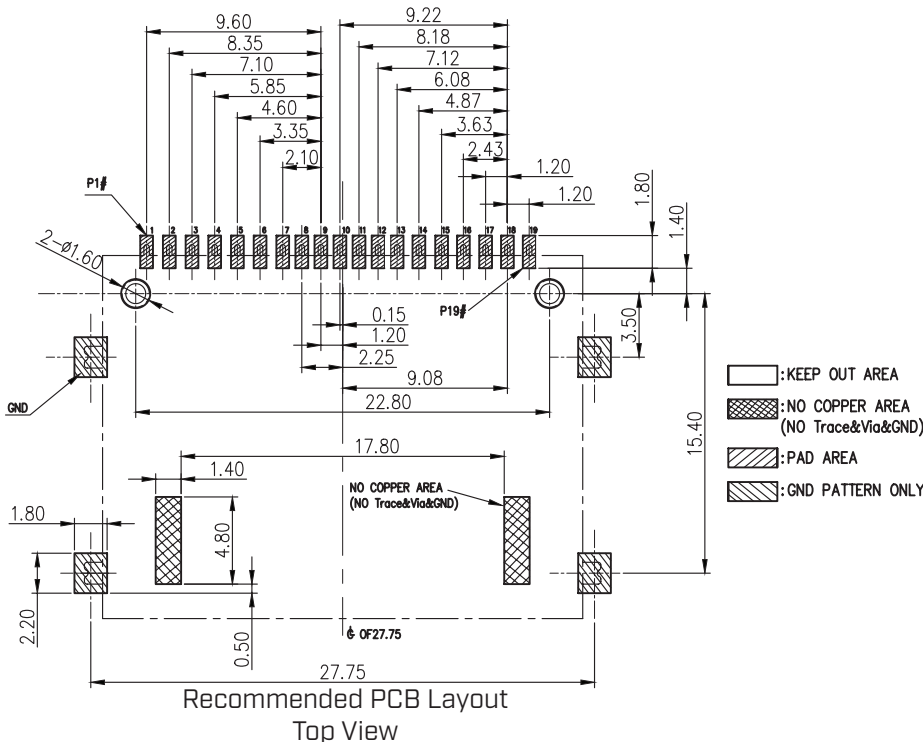 9.60
9.22
8.35
8.18
7.10
7.12
5.85
6.08
4.60
4.87
3.35
3.63
2.10
2.43
1.20
1.20
1.80
1.40
P1#
1 2 3 4 5 6 7 8 9 10 11 12 13 14 15 16 17 18 19
2-ø1.60
P19#
0.15
1.20
3.50
2.25
9.08
GND
22.80
15.40
:KEEP OUT AREA
:NO COPPER AREA
(NO Trace&Via&GND)
:PAD AREA
:GND PATTERN ONLY
17.80
1.40
NO COPPER AREA
(NO Trace&Via&GND)
1.80
4.80
2.20
0.50
℄ OF27.75
27.75
Recommended PCB Layout
Top View